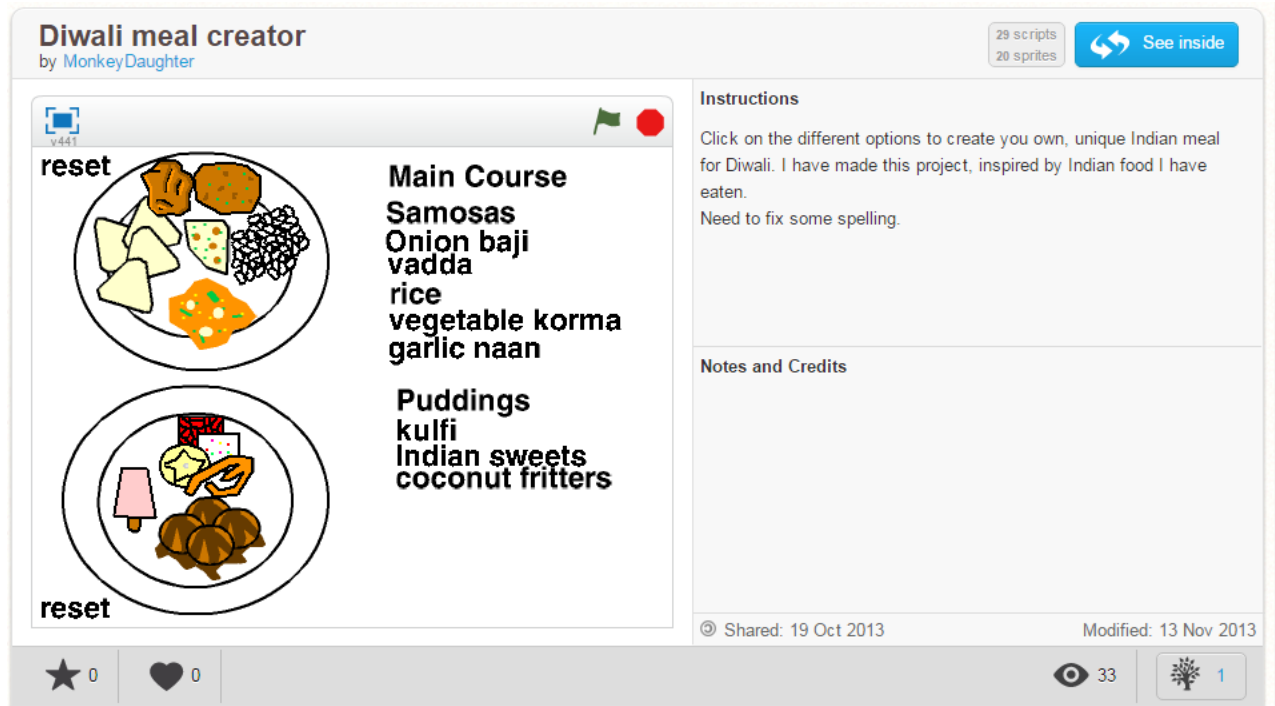 Diwali meal creator
by MonkeyDaughter
29 scripts
20 sprites
See inside
v441
reset
Main Course
Samosas
Onion baji
vadda
rice
vegetable korma
garlic naan
Puddings
kulfi
Indian sweets
coconut fritters
reset
Instructions
Click on the different options to create you own, unique Indian meal
for Diwali. I have made this project, inspired by Indian food I have
eaten.
Need to fix some spelling.
Notes and Credits
Shared: 19 Oct 2013
Modified: 13 Nov 2013
0
0
33
1